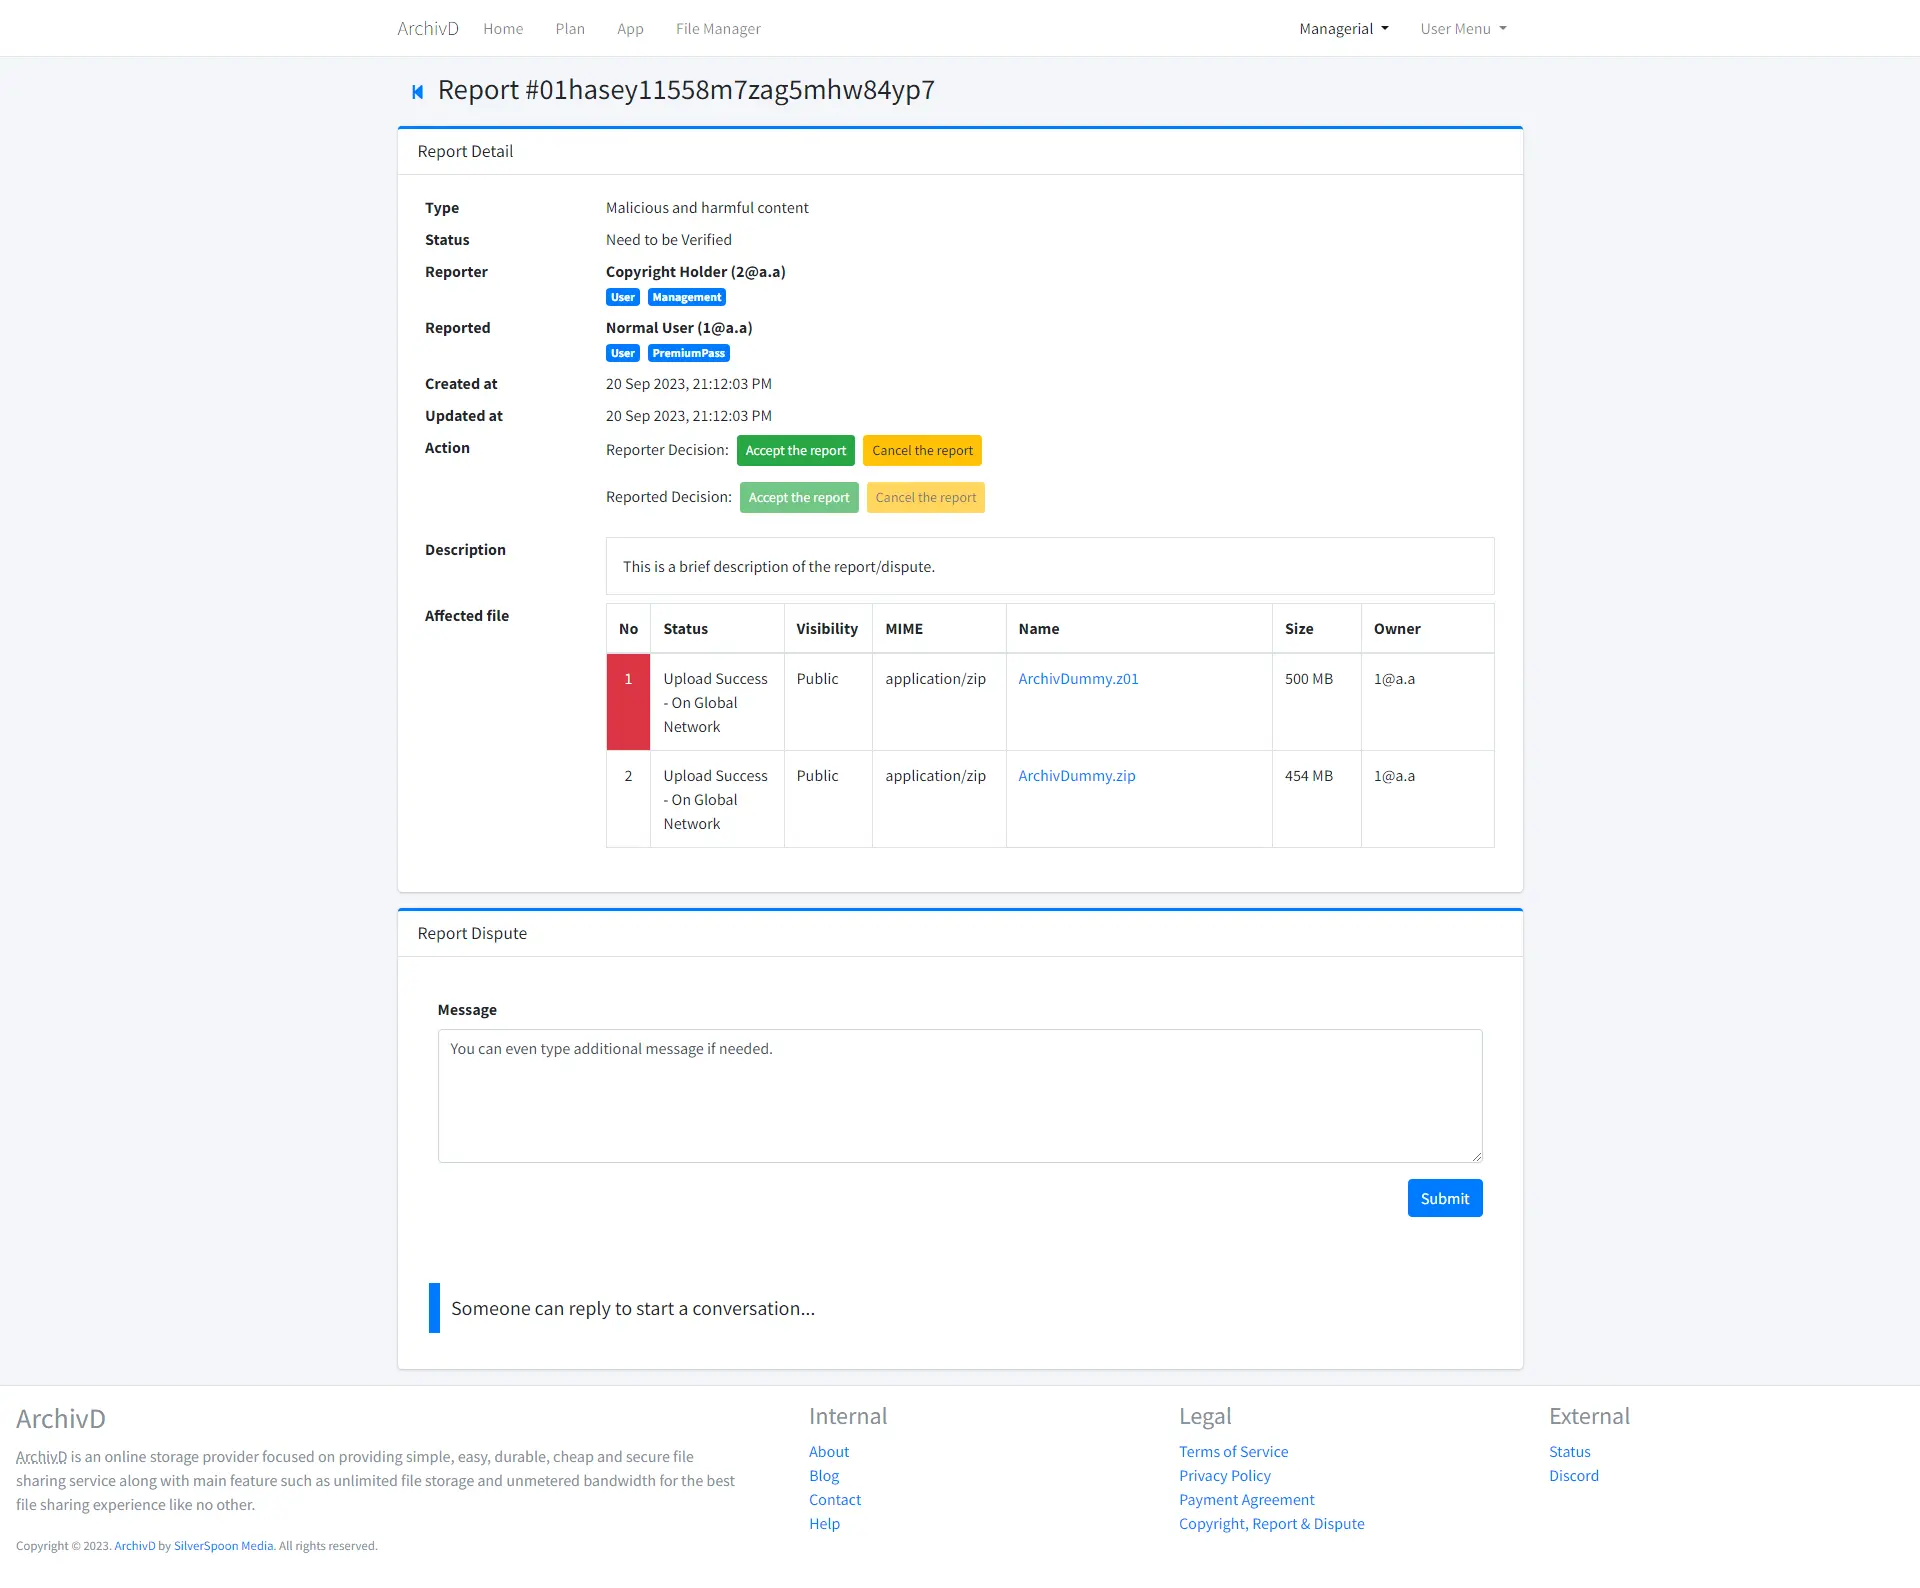 ArchivD Home Plan App File Manager Managerial User Menu
Report #01hasey11558m7zag5mhw84yp7
Report Detail
Type Malicious and harmful content
Status Need to be Verified
Reporter Copyright Holder (2@a.a)
User Management
Reported Normal User (1@a.a)
User PremiumPass
Created at 20 Sep 2023, 21:12:03 PM
Updated at 20 Sep 2023, 21:12:03 PM
Action Reporter Decision: Accept the report Cancel the report
Reported Decision: Accept the report Cancel the report
Description This is a brief description of the report/dispute.
Affected file
No Status Visibility MIME Name Size Owner
1 Upload Success Public application/zip ArchivDummy.z01 500 MB 1@a.a
- On Global
Network
2 Upload Success Public application/zip ArchivDummy.zip 454 MB 1@a.a
- On Global
Network
Report Dispute
Message
You can even type additional message if needed.
Submit
Someone can reply to start a conversation...
ArchivD
ArchivD is an online storage provider focused on providing simple, easy, durable, cheap and secure file
sharing service along with main feature such as unlimited file storage and unmetered bandwidth for the best
file sharing experience like no other.
Copyright © 2023. ArchivD by SilverSpoon Media. All rights reserved.
Internal
About
Blog
Contact
Help
Legal
Terms of Service
Privacy Policy
Payment Agreement
Copyright, Report & Dispute
External
Status
Discord